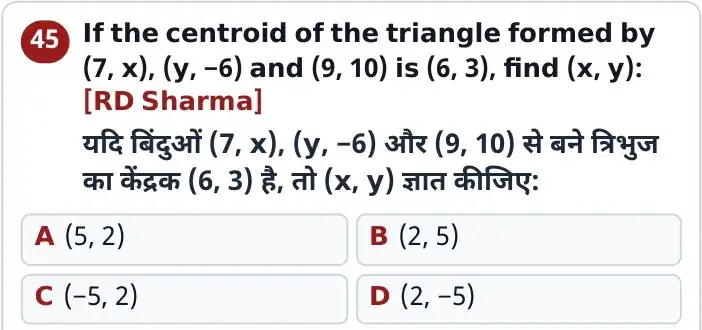 45 If the centroid of the triangle formed by
(7, x), (y, −6) and (9, 10) is (6, 3), find (x, y):
[RD Sharma]
यदि बिंदुओं (7, x), (y, −6) और (9, 10) से बने त्रिभुज
का केंद्रक (6, 3) है, तो (x, y) ज्ञात कीजिए:
A (5, 2)
B (2, 5)
C (−5, 2)
D (2, −5)